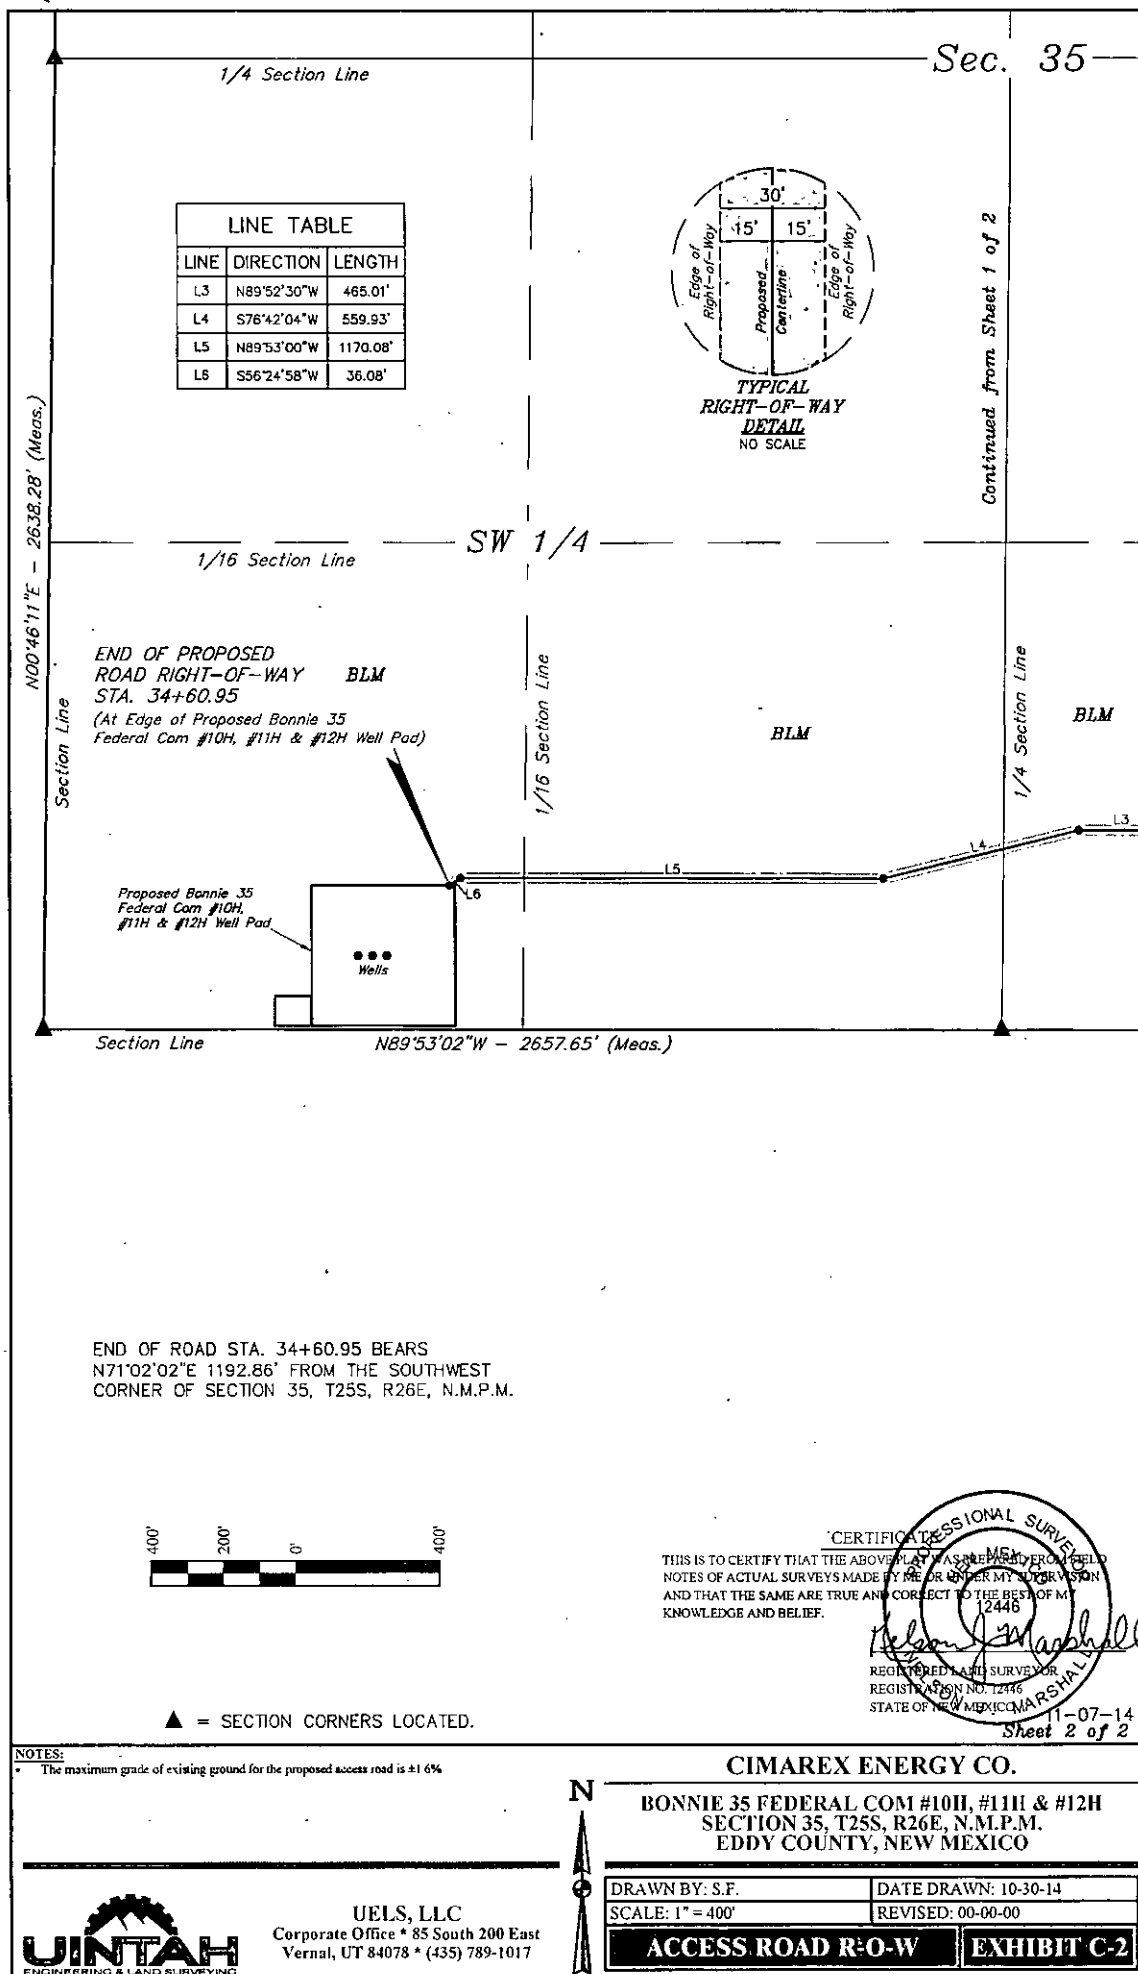 Sec. 35
1/4 Section Line
LINE TABLE
LINE DIRECTION LENGTH
L3 N89°52'30"W 465.01'
L4 S76°42'04"W 559.93'
L5 N89°53'00"W 1170.08'
L6 S56°24'58"W 36.08'
30'
15' 15'
Edge of
Right-of-Way
Proposed
Centerline
Edge of
Right-of-Way
TYPICAL
RIGHT-OF-WAY
DETAIL
NO SCALE
Continued from Sheet 1 of 2
N00°46'11"E - 2638.28' (Meas.)
SW 1/4
1/16 Section Line
END OF PROPOSED
ROAD RIGHT-OF-WAY
STA. 34+60.95
(At Edge of Proposed Bonnie 35
Federal Com #10H, #11H & #12H Well Pad)
BLM
Section Line
1/16 Section Line
BLM
1/4 Section Line
BLM
L3
L4
L5
L6
Proposed Bonnie 35
Federal Com #10H,
#11H & #12H Well Pad
Wells
Section Line
N89°53'02"W - 2657.65' (Meas.)
END OF ROAD STA. 34+60.95 BEARS
N71°02'02"E 1192.86' FROM THE SOUTHWEST
CORNER OF SECTION 35, T25S, R26E, N.M.P.M.
400' 200' 0' 400'
CERTIFICATE
THIS IS TO CERTIFY THAT THE ABOVE PLAT WAS PREPARED FROM FIELD
NOTES OF ACTUAL SURVEYS MADE BY ME OR UNDER MY SUPERVISION
AND THAT THE SAME ARE TRUE AND CORRECT TO THE BEST OF MY
KNOWLEDGE AND BELIEF.
PROFESSIONAL SURVEYOR
NEW MEXICO
12446
NELSON J. MARSHALL
Nelson J Marshall
REGISTERED LAND SURVEYOR
REGISTRATION NO. 12446
STATE OF NEW MEXICO
11-07-14
Sheet 2 of 2
▲ = SECTION CORNERS LOCATED.
NOTES:
• The maximum grade of existing ground for the proposed access road is ±1.6%
N
CIMAREX ENERGY CO.
BONNIE 35 FEDERAL COM #10H, #11H & #12H
SECTION 35, T25S, R26E, N.M.P.M.
EDDY COUNTY, NEW MEXICO
DRAWN BY: S.F. DATE DRAWN: 10-30-14
SCALE: 1" = 400' REVISED: 00-00-00
ACCESS ROAD R-O-W EXHIBIT C-2
UINTAH
ENGINEERING & LAND SURVEYING
UELS, LLC
Corporate Office * 85 South 200 East
Vernal, UT 84078 * (435) 789-1017